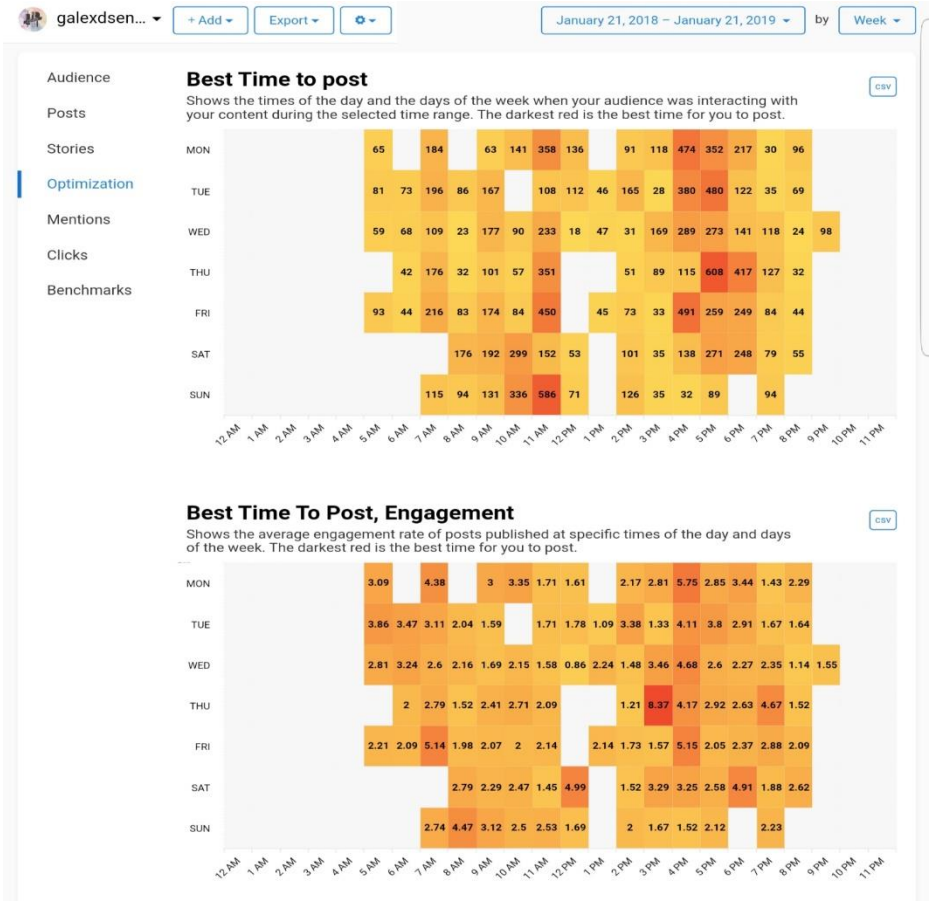 galexdsen...
+ Add
Export
January 21, 2018 – January 21, 2019
by
Week
Audience
Posts
Stories
Optimization
Mentions
Clicks
Benchmarks
Best Time to post
CSV
Shows the times of the day and the days of the week when your audience was interacting with
your content during the selected time range. The darkest red is the best time for you to post.
MON 65 184 63 141 358 136 91 118 474 352 217 30 96
TUE 81 73 196 86 167 108 112 46 165 28 380 480 122 35 69
WED 59 68 109 23 177 90 233 18 47 31 169 289 273 141 118 24 98
THU 42 176 32 101 57 351 51 89 115 608 417 127 32
FRI 93 44 216 83 174 84 450 45 73 33 491 259 249 84 44
SAT 176 192 299 152 53 101 35 138 271 248 79 55
SUN 115 94 131 336 586 71 126 35 32 89 94
12 AM 1 AM 2 AM 3 AM 4 AM 5 AM 6 AM 7 AM 8 AM 9 AM 10 AM 11 AM 12 PM 1 PM 2 PM 3 PM 4 PM 5 PM 6 PM 7 PM 8 PM 9 PM 10 PM 11 PM
Best Time To Post, Engagement
CSV
Shows the average engagement rate of posts published at specific times of the day and days
of the week. The darkest red is the best time for you to post.
MON 3.09 4.38 3 3.35 1.71 1.61 2.17 2.81 5.75 2.85 3.44 1.43 2.29
TUE 3.86 3.47 3.11 2.04 1.59 1.71 1.78 1.09 3.38 1.33 4.11 3.8 2.91 1.67 1.64
WED 2.81 3.24 2.6 2.16 1.69 2.15 1.58 0.86 2.24 1.48 3.46 4.68 2.6 2.27 2.35 1.14 1.55
THU 2 2.79 1.52 2.41 2.71 2.09 1.21 8.37 4.17 2.92 2.63 4.67 1.52
FRI 2.21 2.09 5.14 1.98 2.07 2 2.14 2.14 1.73 1.57 5.15 2.05 2.37 2.88 2.09
SAT 2.79 2.29 2.47 1.45 4.99 1.52 3.29 3.25 2.58 4.91 1.88 2.62
SUN 2.74 4.47 3.12 2.5 2.53 1.69 2 1.67 1.52 2.12 2.23
12 AM 1 AM 2 AM 3 AM 4 AM 5 AM 6 AM 7 AM 8 AM 9 AM 10 AM 11 AM 12 PM 1 PM 2 PM 3 PM 4 PM 5 PM 6 PM 7 PM 8 PM 9 PM 10 PM 11 PM